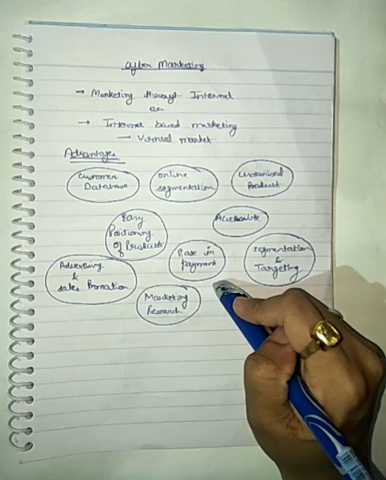 Cyber Marketing
→ Marketing through Internet
or
→ Internet based marketing
→ Virtual market
Advantages
Customer
Database
Online
segmentation
Customized
Product
Easy
Positioning
of Products
Accessible
Ease in
Payment
Segmentation
&
Targeting
Advertising
&
Sales Promotion
Marketing
Research